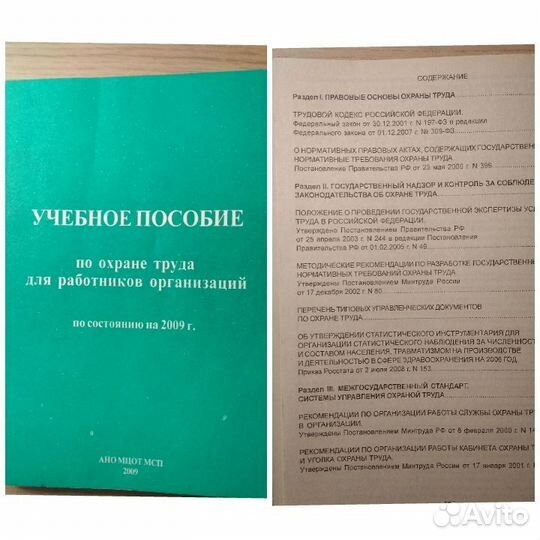 УЧЕБНОЕ ПОСОБИЕ
по охране труда
для работников организаций
по состоянию на 2009 г.
АНО МЦОТ МСП
2009
СОДЕРЖАНИЕ
Раздел I. ПРАВОВЫЕ ОСНОВЫ ОХРАНЫ ТРУДА
ТРУДОВОЙ КОДЕКС РОССИЙСКОЙ ФЕДЕРАЦИИ.
Федеральный закон от 30.12.2001 г. N 197-ФЗ в редакции
Федерального закона от 01.12.2007 г. № 309-ФЗ
О НОРМАТИВНЫХ ПРАВОВЫХ АКТАХ, СОДЕРЖАЩИХ ГОСУДАРСТВЕН
НОРМАТИВНЫЕ ТРЕБОВАНИЯ ОХРАНЫ ТРУДА
Постановление Правительства РФ от 23 мая 2000 г. N 399
Раздел II. ГОСУДАРСТВЕННЫЙ НАДЗОР И КОНТРОЛЬ ЗА СОБЛЮДЕ
ЗАКОНОДАТЕЛЬСТВА ОБ ОХРАНЕ ТРУДА
ПОЛОЖЕНИЕ О ПРОВЕДЕНИИ ГОСУДАРСТВЕННОЙ ЭКСПЕРТИЗЫ УСЛ
ТРУДА В РОССИЙСКОЙ ФЕДЕРАЦИИ.
Утверждено Постановлением Правительства РФ
от 25 апреля 2003 г. N 244 в редакции Постановления
Правительства РФ от 01.02.2005 г. N 49
МЕТОДИЧЕСКИЕ РЕКОМЕНДАЦИИ ПО РАЗРАБОТКЕ ГОСУДАРСТВЕН
НОРМАТИВНЫХ ТРЕБОВАНИЙ ОХРАНЫ ТРУДА
Утверждены Постановлением Минтруда России
от 17 декабря 2002 г. N 80
ПЕРЕЧЕНЬ ТИПОВЫХ УПРАВЛЕНЧЕСКИХ ДОКУМЕНТОВ
ПО ОХРАНЕ ТРУДА
ОБ УТВЕРЖДЕНИИ СТАТИСТИЧЕСКОГО ИНСТРУМЕНТАРИЯ ДЛЯ
ОРГАНИЗАЦИИ СТАТИСТИЧЕСКОГО НАБЛЮДЕНИЯ ЗА ЧИСЛЕННОС
И СОСТАВОМ НАСЕЛЕНИЯ, ТРАВМАТИЗМОМ НА ПРОИЗВОДСТВЕ
И ДЕЯТЕЛЬНОСТЬЮ В СФЕРЕ ЗДРАВООХРАНЕНИЯ НА 2009 ГОД
Приказ Росстата от 2 июля 2008 г. N 153
Раздел III. МЕЖГОСУДАРСТВЕННЫЙ СТАНДАРТ.
СИСТЕМЫ УПРАВЛЕНИЯ ОХРАНОЙ ТРУДА
РЕКОМЕНДАЦИИ ПО ОРГАНИЗАЦИИ РАБОТЫ СЛУЖБЫ ОХРАНЫ ТР
В ОРГАНИЗАЦИИ.
Утверждены Постановлением Минтруда РФ от 8 февраля 2000 г. N 14
РЕКОМЕНДАЦИИ ПО ОРГАНИЗАЦИИ РАБОТЫ КАБИНЕТА ОХРАНЫ Т
И УГОЛКА ОХРАНЫ ТРУДА.
Утверждены Постановлением Минтруда России от 17 января 2001 г. N
Avito